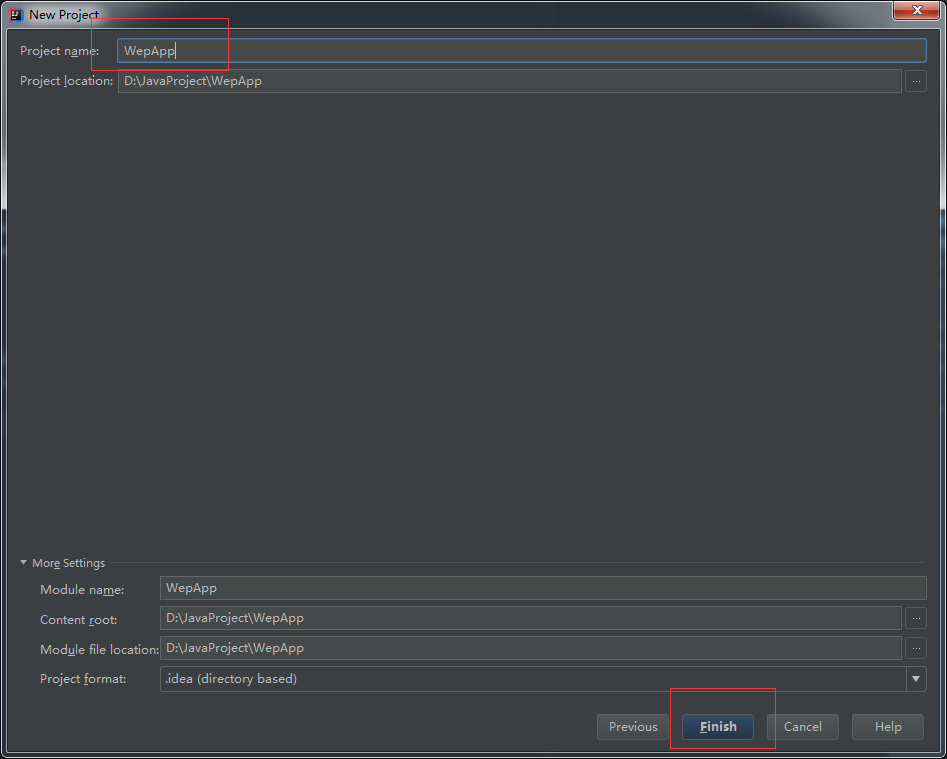 New Project
Project name: WepApp
Project location: D:\JavaProject\WepApp ...
More Settings
Module name: WepApp
Content root: D:\JavaProject\WepApp ...
Module file location: D:\JavaProject\WepApp ...
Project format: .idea (directory based)
Previous Finish Cancel Help